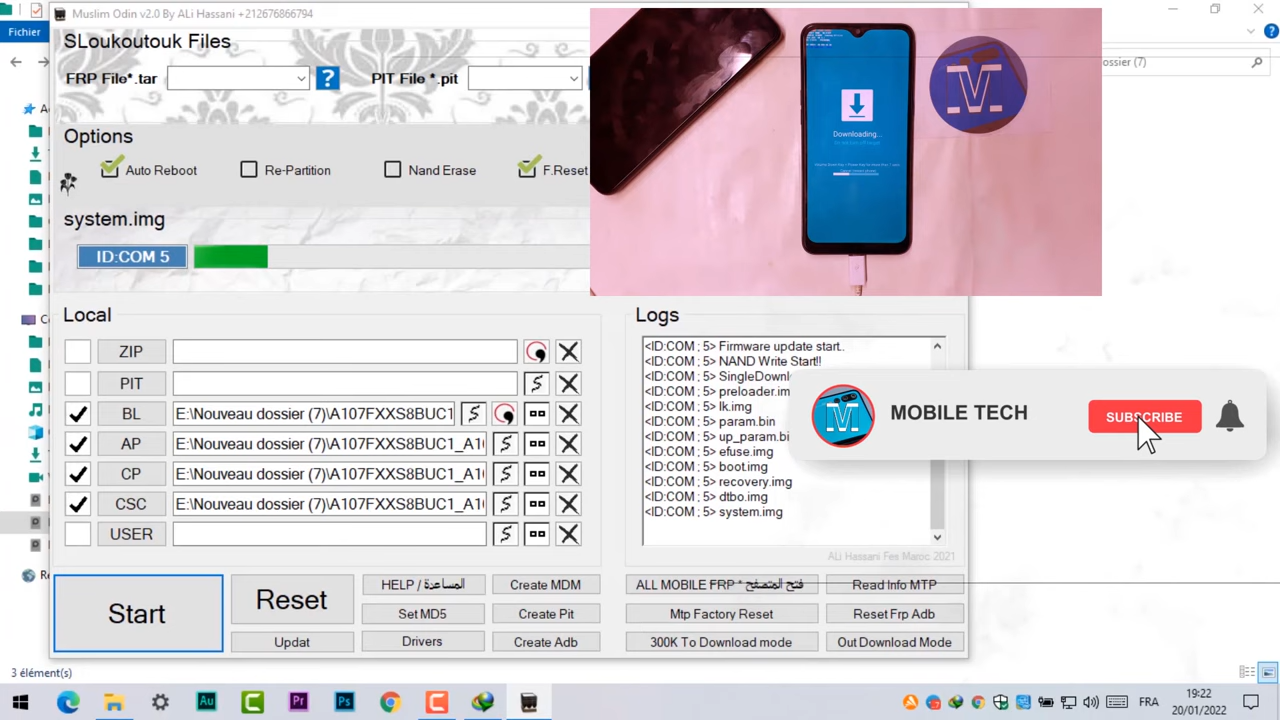 Muslim Odin v2.0 By ALi Hassani +212676866794
Fichier
SLoukoutouk Files
FRP File*.tar
?
PIT File *.pit
Options
Auto Reboot
Re-Partition
Nand Erase
F.Reset
system.img
ID:COM 5
Downloading...
ossier (7)
Local
ZIP
PIT
BL
E:\Nouveau dossier (7)\A107FXXS8BUC1
AP
E:\Nouveau dossier (7)\A107FXXS8BUC1_A1(
CP
E:\Nouveau dossier (7)\A107FXXS8BUC1_A1(
CSC
E:\Nouveau dossier (7)\A107FXXS8BUC1_A1(
USER
Logs
<ID:COM ; 5> Firmware update start..
<ID:COM ; 5> NAND Write Start!!
<ID:COM ; 5> SingleDownl
<ID:COM ; 5> preloader.im
<ID:COM ; 5> lk.img
<ID:COM ; 5> param.bin
<ID:COM ; 5> up_param.bi
<ID:COM ; 5> efuse.img
<ID:COM ; 5> boot.img
<ID:COM ; 5> recovery.img
<ID:COM ; 5> dtbo.img
<ID:COM ; 5> system.img
ALi Hassani Fes Maroc 2021
MOBILE TECH
SUBSCRIBE
Start
Reset
Updat
HELP / المساعدة
Set MD5
Drivers
Create MDM
Create Pit
Create Adb
ALL MOBILE FRP * فتح المتصفح
Mtp Factory Reset
300K To Download mode
Read Info MTP
Reset Frp Adb
Out Download Mode
3 élément(s)
Au
Pr
Ps
FRA
19:22
20/01/2022